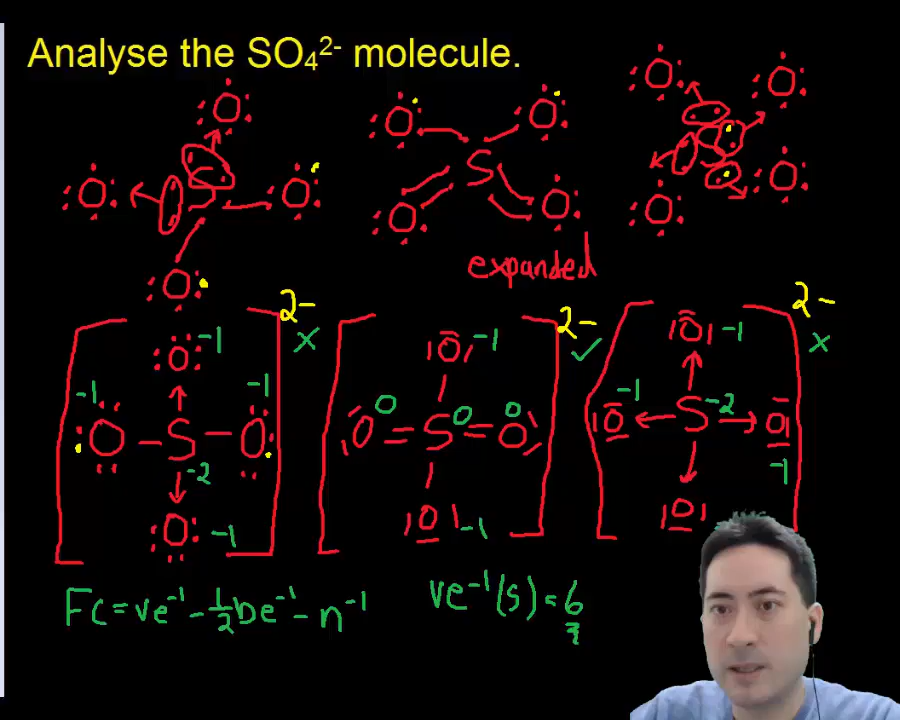 Analyse the SO₄²⁻ molecule.
O O O O
O S O
O S
O O O O
O
expanded
2- × 2- ✓ 2- ×
O -1 |O| -1 |O| -1
-1 O - S - O -1 O 0 = S 0 = O 0 -1 |O ← S -2 → O| -1
-2
O -1 |O| -1 |O|
FC = ve⁻¹ - ½be⁻¹ - n⁻¹
ve⁻¹(S) = 6